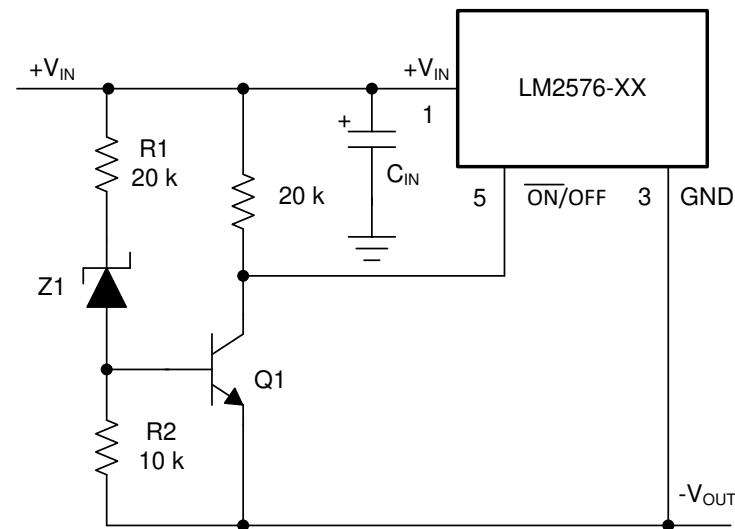 +V_IN
+V_IN
LM2576-XX
1
+
C_IN
R1
20 k
20 k
5
ON/OFF
3
GND
Z1
Q1
R2
10 k
-V_OUT